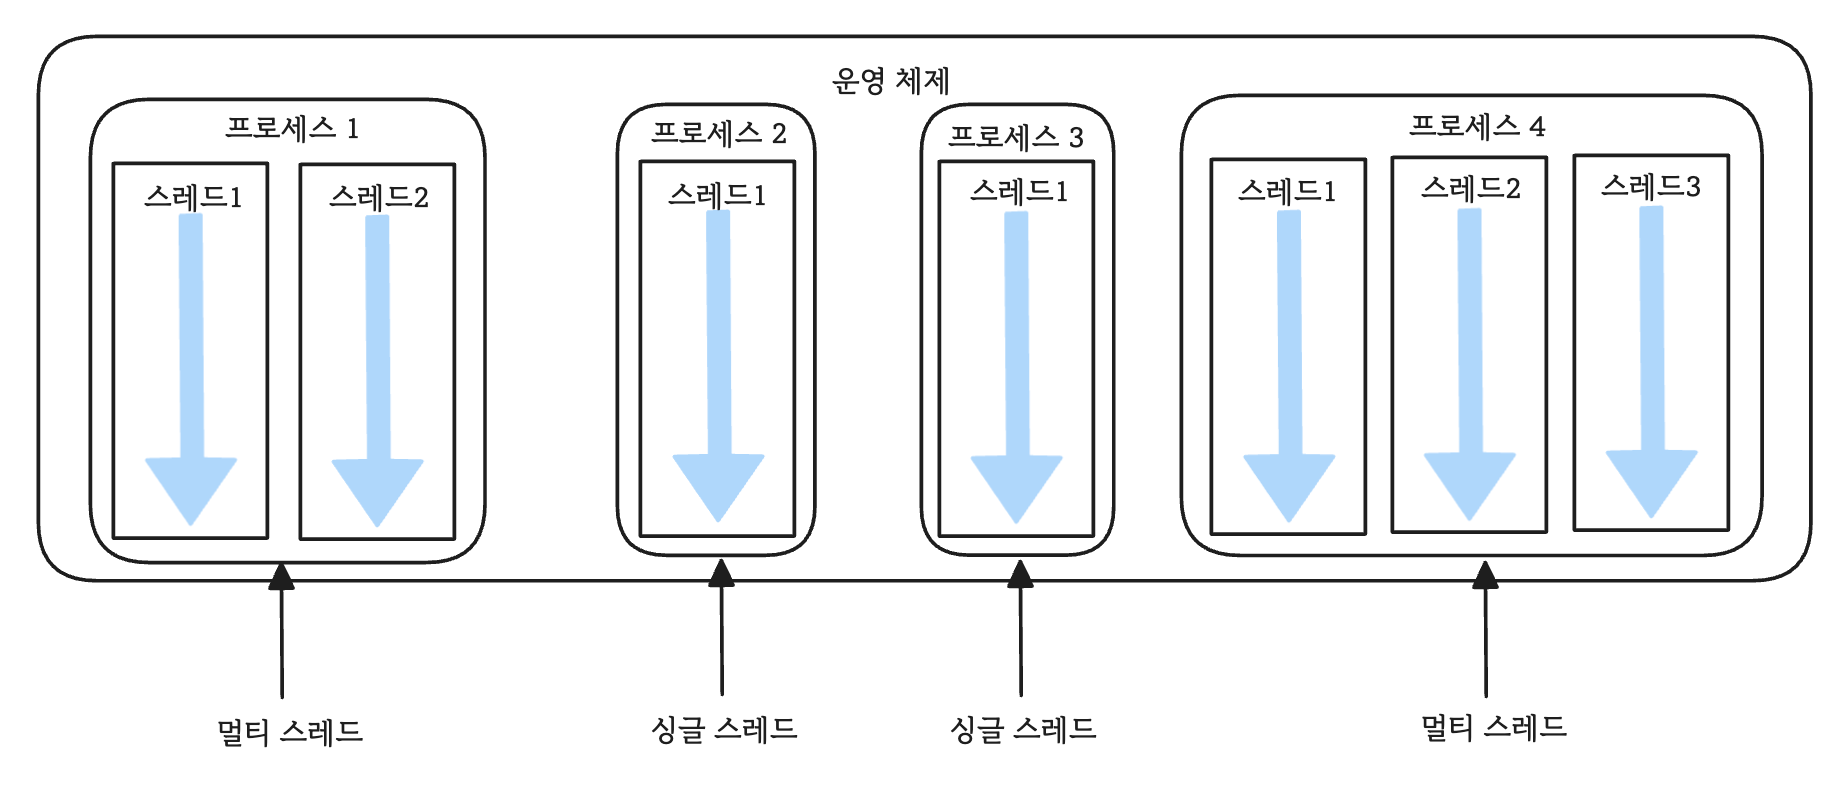 운영 체제
프로세스 1
스레드1
스레드2
프로세스 2
스레드1
프로세스 3
스레드1
프로세스 4
스레드1
스레드2
스레드3
멀티 스레드
싱글 스레드
싱글 스레드
멀티 스레드